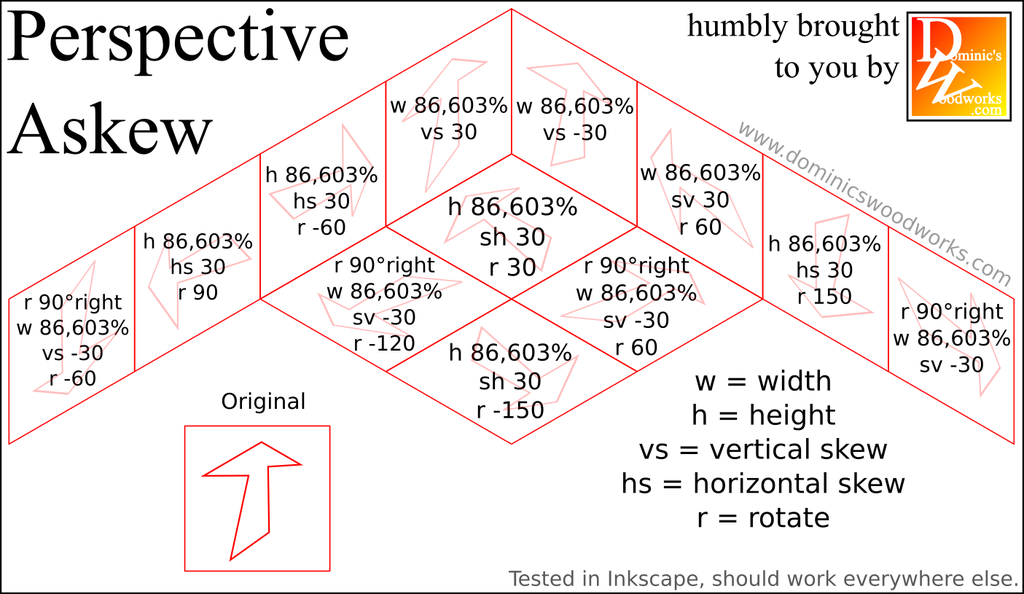 Perspective
Askew
humbly brought
to you by
Dominic's
Woodworks
.com
www.dominicswoodworks.com
w 86,603%
vs 30
w 86,603%
vs -30
h 86,603%
hs 30
r -60
w 86,603%
sv 30
r 60
h 86,603%
hs 30
r 90
h 86,603%
sh 30
r 30
h 86,603%
hs 30
r 150
r 90°right
w 86,603%
vs -30
r -60
r 90°right
w 86,603%
sv -30
r -120
r 90°right
w 86,603%
sv -30
r 60
r 90°right
w 86,603%
sv -30
h 86,603%
sh 30
r -150
Original
w = width
h = height
vs = vertical skew
hs = horizontal skew
r = rotate
Tested in Inkscape, should work everywhere else.